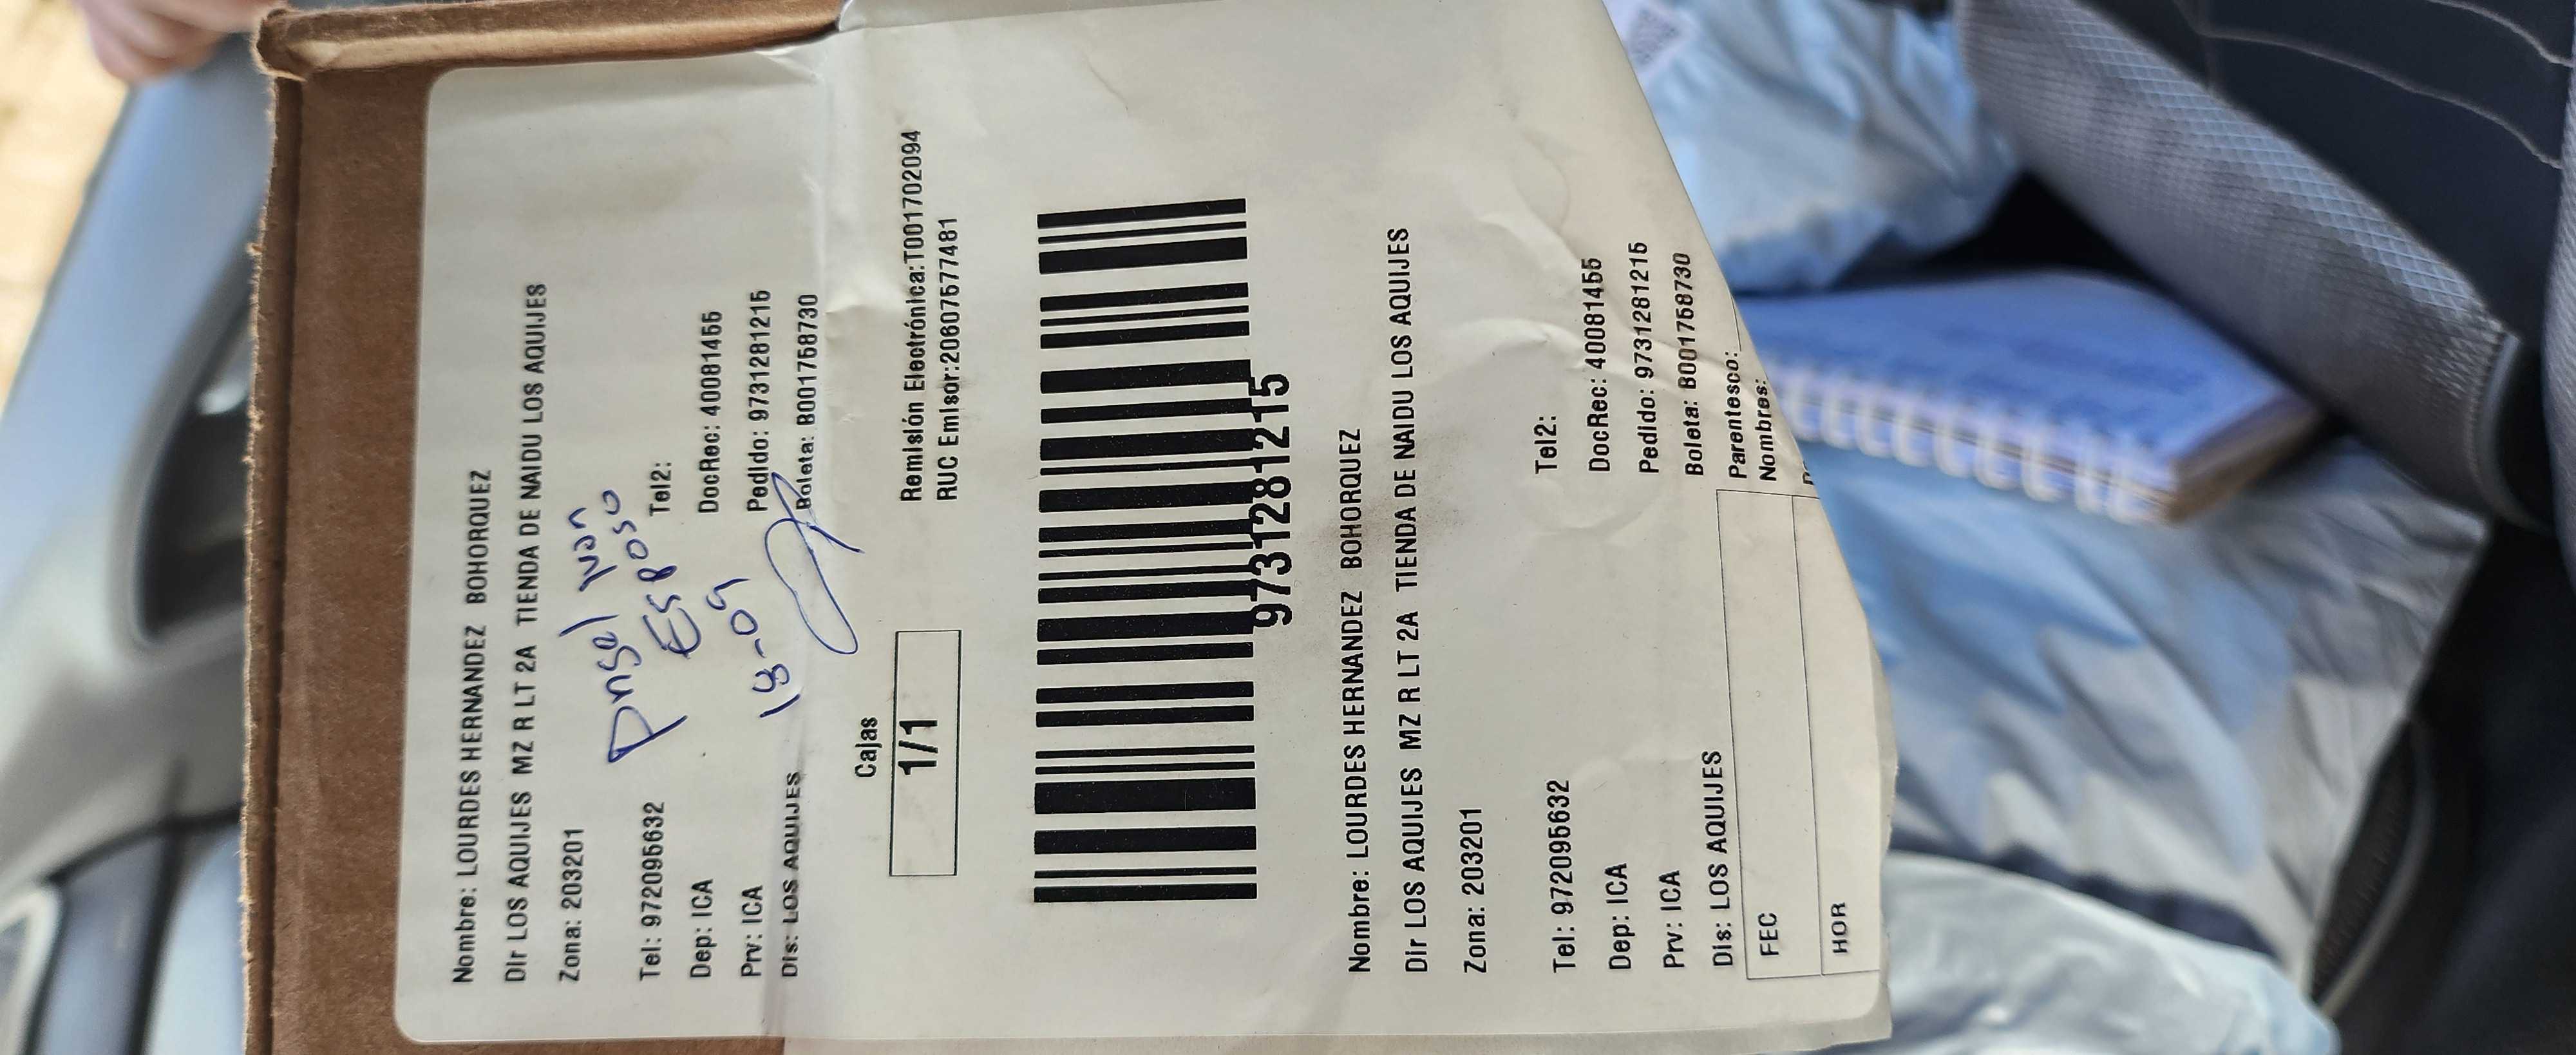 Nombre: LOURDES HERNANDEZ BOHORQUEZ
Dir LOS AQUIJES MZ R LT 2A TIENDA DE NAIDU LOS AQUIJES
Zona: 203201
Angel Ivan
Esposo
Tel: 972095632 Tel2:
Dep: ICA DocRec: 40081455
Prv: ICA Pedido: 9731281215
18-09
Dis: LOS AQUIJES Boleta: B001758730
Cajas
1/1
Remisión Electrónica:T001702094
RUC Emisor:20607577481
9731281215
Nombre: LOURDES HERNANDEZ BOHORQUEZ
Dir LOS AQUIJES MZ R LT 2A TIENDA DE NAIDU LOS AQUIJES
Zona: 203201
Tel: 972095632 Tel2:
Dep: ICA DocRec: 40081455
Prv: ICA Pedido: 9731281215
Dis: LOS AQUIJES Boleta: B001758730
FEC Parentesco:
Nombres:
HOR